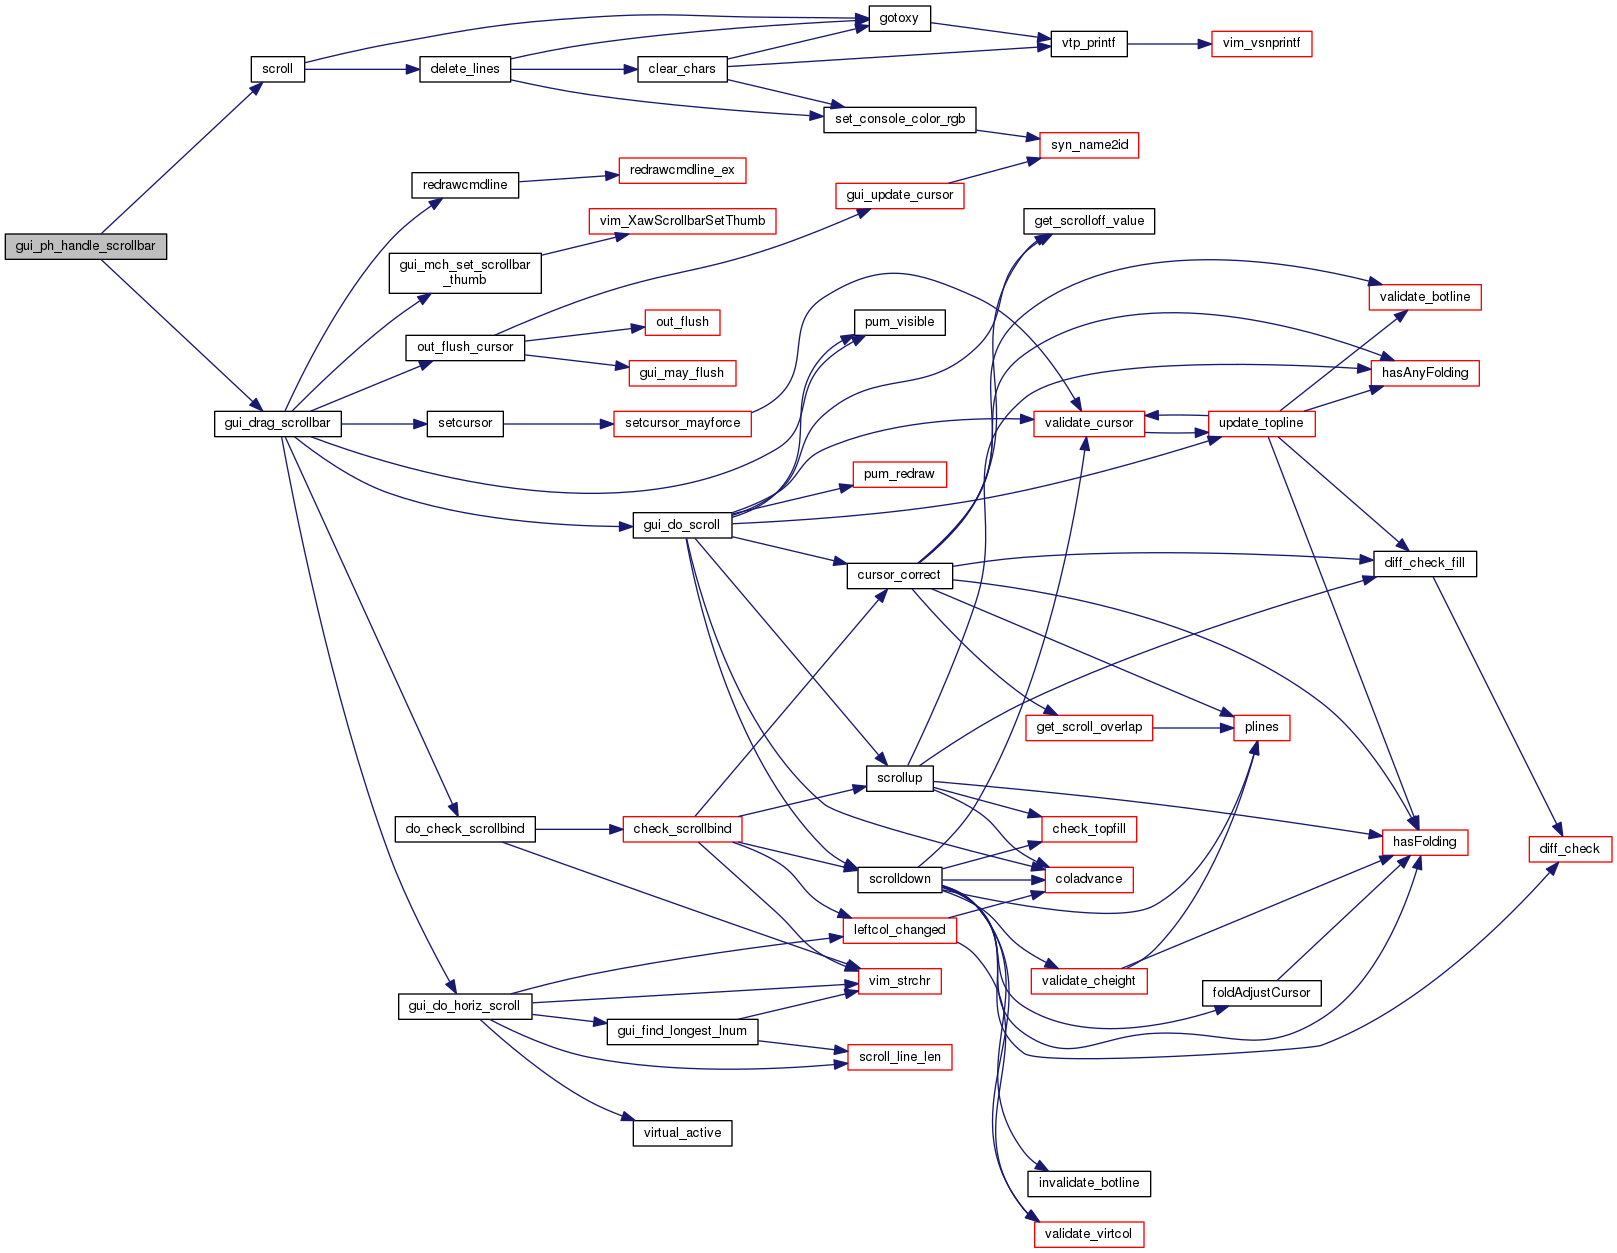 gotoxy
vtp_printf
vim_vsnprintf
scroll
delete_lines
clear_chars
set_console_color_rgb
syn_name2id
redrawcmdline_ex
redrawcmdline
gui_update_cursor
vim_XawScrollbarSetThumb
get_scrolloff_value
gui_ph_handle_scrollbar
gui_mch_set_scrollbar
_thumb
validate_botline
out_flush
pum_visible
out_flush_cursor
gui_may_flush
hasAnyFolding
gui_drag_scrollbar
setcursor
setcursor_mayforce
validate_cursor
update_topline
pum_redraw
gui_do_scroll
diff_check_fill
cursor_correct
get_scroll_overlap
plines
scrollup
do_check_scrollbind
check_scrollbind
check_topfill
hasFolding
diff_check
scrolldown
coladvance
leftcol_changed
vim_strchr
validate_cheight
foldAdjustCursor
gui_do_horiz_scroll
gui_find_longest_lnum
scroll_line_len
virtual_active
invalidate_botline
validate_virtcol